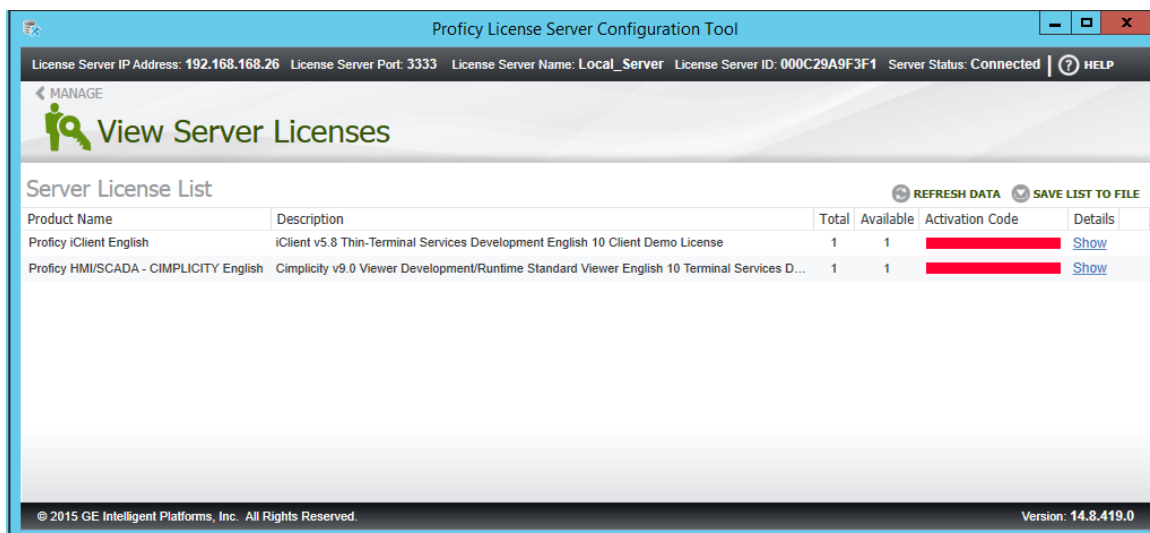 Proficy License Server Configuration Tool
License Server IP Address: 192.168.168.26 License Server Port: 3333 License Server Name: Local_Server License Server ID: 000C29A9F3F1 Server Status: Connected | ? HELP
MANAGE
View Server Licenses
Server License List
REFRESH DATA SAVE LIST TO FILE
Product Name Description Total Available Activation Code Details
Proficy iClient English iClient v5.8 Thin-Terminal Services Development English 10 Client Demo License 1 1 Show
Proficy HMI/SCADA - CIMPLICITY English Cimplicity v9.0 Viewer Development/Runtime Standard Viewer English 10 Terminal Services D... 1 1 Show
© 2015 GE Intelligent Platforms, Inc. All Rights Reserved. Version: 14.8.419.0